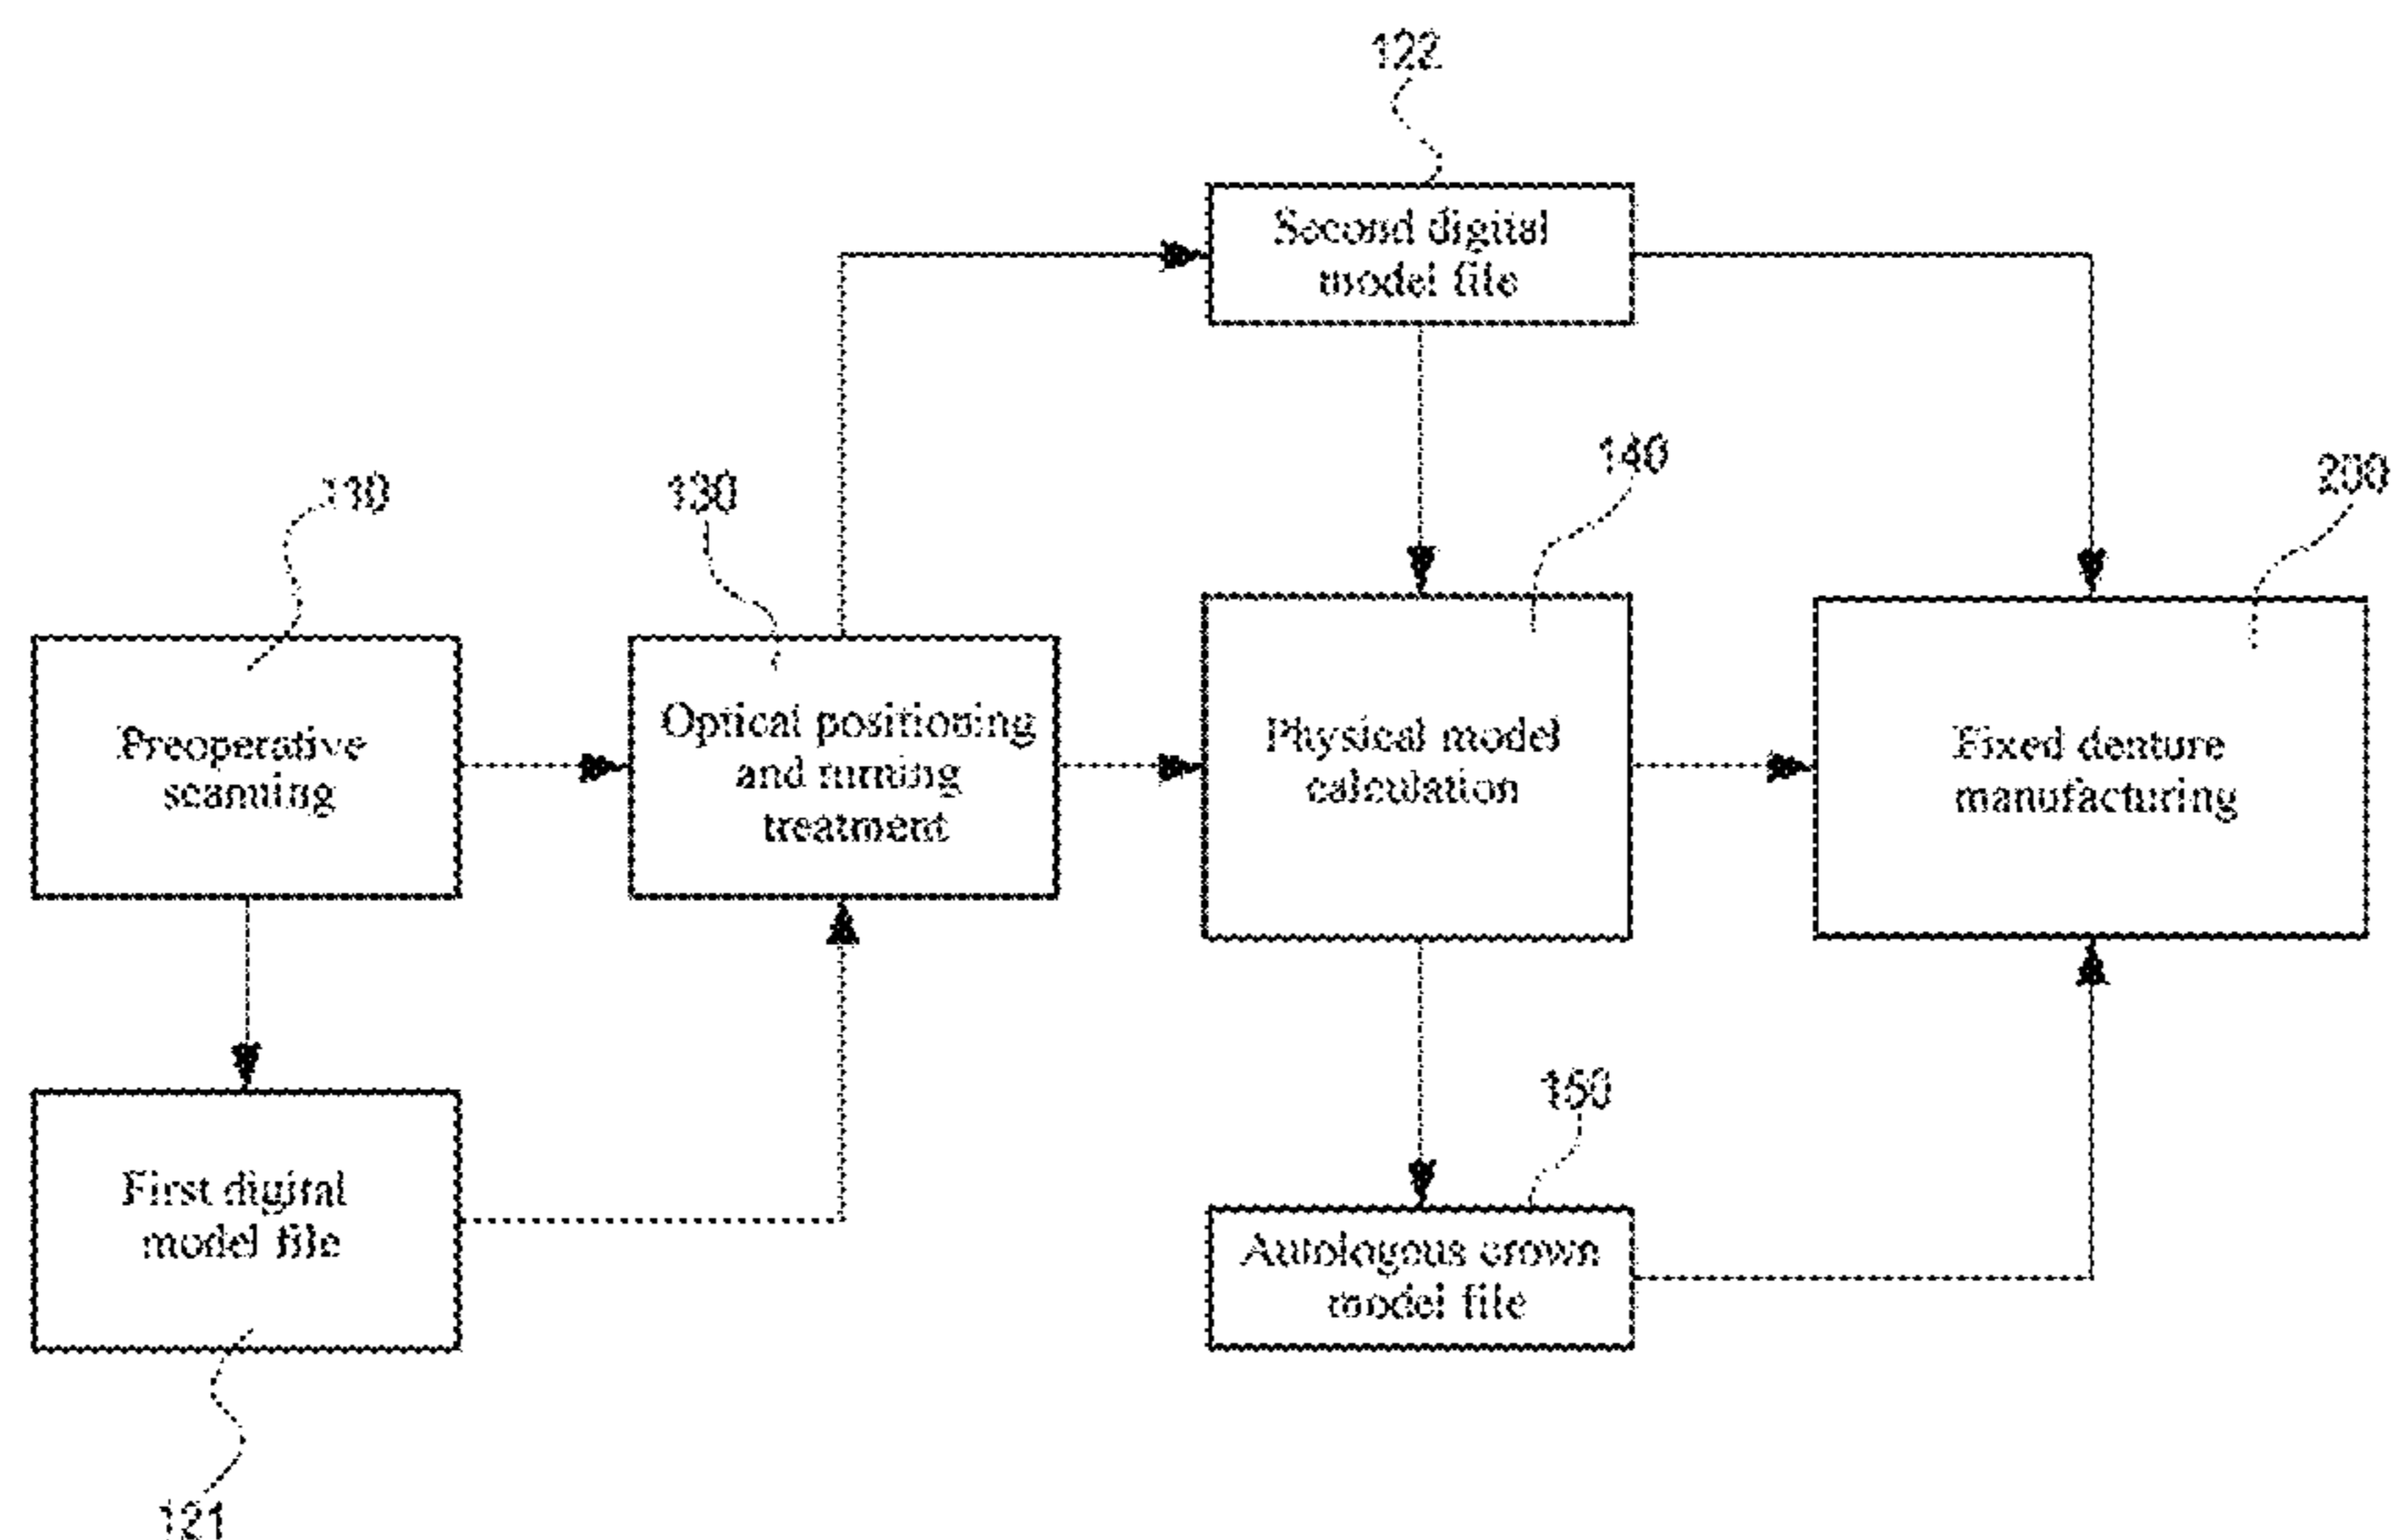 122
Second digital
model file
140
200
110
130
Preoperative
scanning
Optical positioning
and turning
treatment
Physical model
calculation
Fixed denture
manufacturing
150
First digital
model file
Autologous crown
model file
121